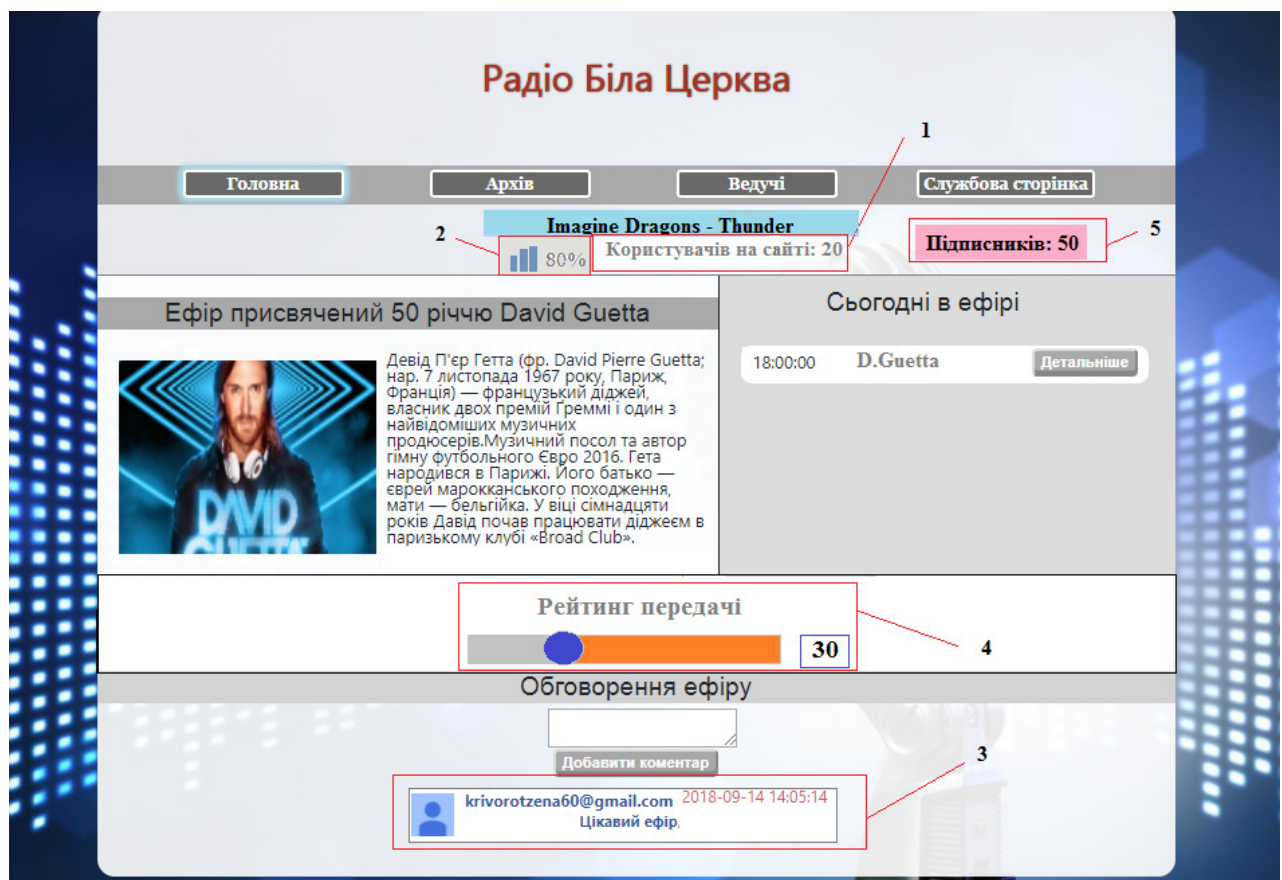 Радіо Біла Церква
1
Головна
Архів
Ведучі
Службова сторінка
Imagine Dragons - Thunder
2
80%
Користувачів на сайті: 20
Підписників: 50
5
Ефір присвячений 50 річчю David Guetta
Девід П'єр Гетта (фр. David Pierre Guetta;
нар. 7 листопада 1967 року, Париж,
Франція) — французький діджей,
власник двох премій Ґреммі і один з
найвідоміших музичних
продюсерів.Музичний посол та автор
гімну футбольного Євро 2016. Гета
народився в Парижі. Його батько —
єврей марокканського походження,
мати — бельгійка. У віці сімнадцяти
років Давід почав працювати діджеєм в
паризькому клубі «Broad Club».
DAVID
GUETTA
Сьогодні в ефірі
18:00:00
D.Guetta
Детальніше
Рейтинг передачі
30
4
Обговорення ефіру
Добавити коментар
3
krivorotzena60@gmail.com 2018-09-14 14:05:14
Цікавий ефір,